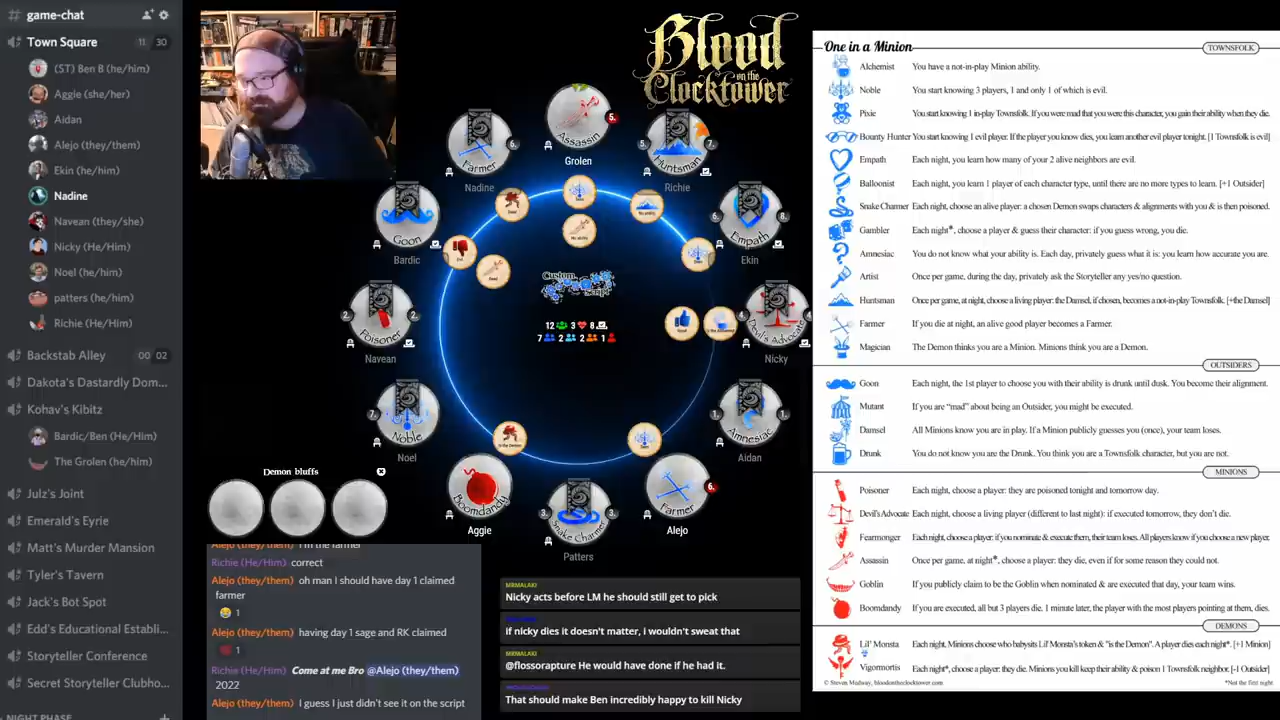 game-chat
Town Square 11 30
(ST) Ben B (he/him)
Aggie (she/her)
Aidan
Alejo (they/them)
Ekin (he/him)
Nadine
Navean (they/she)
Nicky (He/Him)
Noel (he/him)
patters (he/him)
Richie (He/Him)
Backstab Alley 00 02
Dakota's Dastardly Dom...
Kohav's Kibitz
Bardic/Ben (He/Him)
The Grolen (he/him)
Julz's Joint
Emerald's Eyrie
Matt's Murder Mansion
Tyler's Tavern
Jack's Bot Spot
Eddie's Educational Establi...
Storyteller Conference
Blood on the Clocktower
Farmer
Nadine
Assassin
Grolen
Huntsman
Richie
Goon
Bardic
Empath
Ekin
Poisoner
Navean
Devil's Advocate
Nicky
Noble
Noel
Amnesiac
Aidan
Boomdandy
Aggie
Snake Charmer
Patters
Farmer
Alejo
Custom Script
12 3 8
7 2 2 1
Demon bluffs
Alejo (they/them) I'm the farmer
Richie (He/Him) correct
Alejo (they/them) oh man I should have day 1 claimed
farmer
1
Alejo (they/them) having day 1 sage and RK claimed
1
Richie (He/Him) Come at me Bro @Alejo (they/them)
2022
Alejo (they/them) I guess I just didn't see it on the script
MRMALAKI
Nicky acts before LM he should still get to pick
if nicky die it doesn't matter, i wouldn't sweat that
MRMALAKI
@flossorapture He would have done if he had it.
That should make Ben incredibly happy to kill Nicky
One in a Minion
TOWNSFOLK
Alchemist You have a not-in-play Minion ability.
Noble You start knowing 3 players, 1 and only 1 of which is evil.
Pixie You start knowing 1 in-play Townsfolk. If you were mad that you were this character, you gain their ability when they die.
Bounty Hunter You start knowing 1 evil player. If the player you know dies, you learn another evil player tonight. [1 Townsfolk is evil]
Empath Each night, you learn how many of your 2 alive neighbors are evil.
Balloonist Each night, you learn 1 player of each character type, until there are no more types to learn. [+1 Outsider]
Snake Charmer Each night, choose an alive player: a chosen Demon swaps characters & alignments with you & is then poisoned.
Gambler Each night*, choose a player & guess their character: if you guess wrong, you die.
Amnesiac You do not know what your ability is. Each day, privately guess what it is: you learn how accurate you are.
Artist Once per game, during the day, privately ask the Storyteller any yes/no question.
Huntsman Once per game, at night, choose a living player: the Damsel, if chosen, becomes a not-in-play Townsfolk. [+the Damsel]
Farmer If you die at night, an alive good player becomes a Farmer.
Magician The Demon thinks you are a Minion. Minions think you are a Demon.
OUTSIDERS
Goon Each night, the 1st player to choose you with their ability is drunk until dusk. You become their alignment.
Mutant If you are "mad" about being an Outsider, you might be executed.
Damsel All Minions know you are in play. If a Minion publicly guesses you (once), your team loses.
Drunk You do not know you are the Drunk. You think you are a Townsfolk character, but you are not.
MINIONS
Poisoner Each night, choose a player: they are poisoned tonight and tomorrow day.
Devil's Advocate Each night, choose a living player (different to last night): if executed tomorrow, they don't die.
Fearmonger Each night, choose a player: if you nominate & execute them, their team loses. All players know if you choose a new player.
Assassin Once per game, at night*, choose a player: they die, even if for some reason they could not.
Goblin If you publicly claim to be the Goblin when nominated & are executed that day, your team wins.
Boomdandy If you are executed, all but 3 players die. 1 minute later, the player with the most players pointing at them, dies.
DEMONS
Lil' Monsta Each night, Minions choose who babysits Lil' Monsta's token & "is the Demon". A player dies each night*. [+1 Minion]
Vigormortis Each night*, choose a player: they die. Minions you kill keep their ability & poison 1 Townsfolk neighbor. [-1 Outsider]
© Steven Medway, bloodontheclocktower.com
*Not the first night